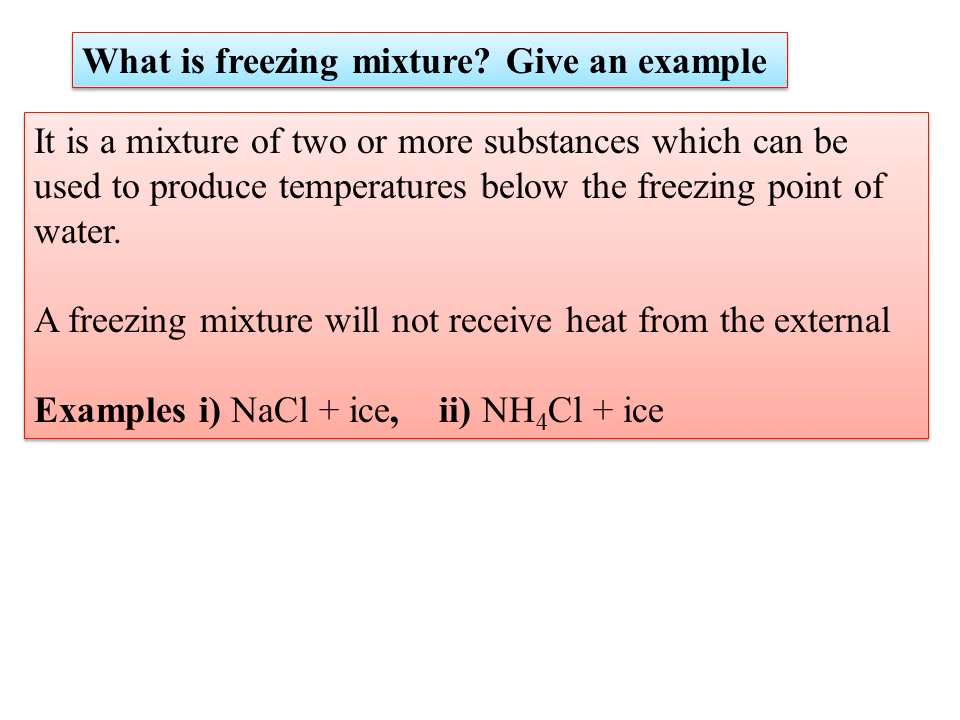 What is freezing mixture? Give an example
It is a mixture of two or more substances which can be
used to produce temperatures below the freezing point of
water.
A freezing mixture will not receive heat from the external
Examples i) NaCl + ice, ii) NH₄Cl + ice